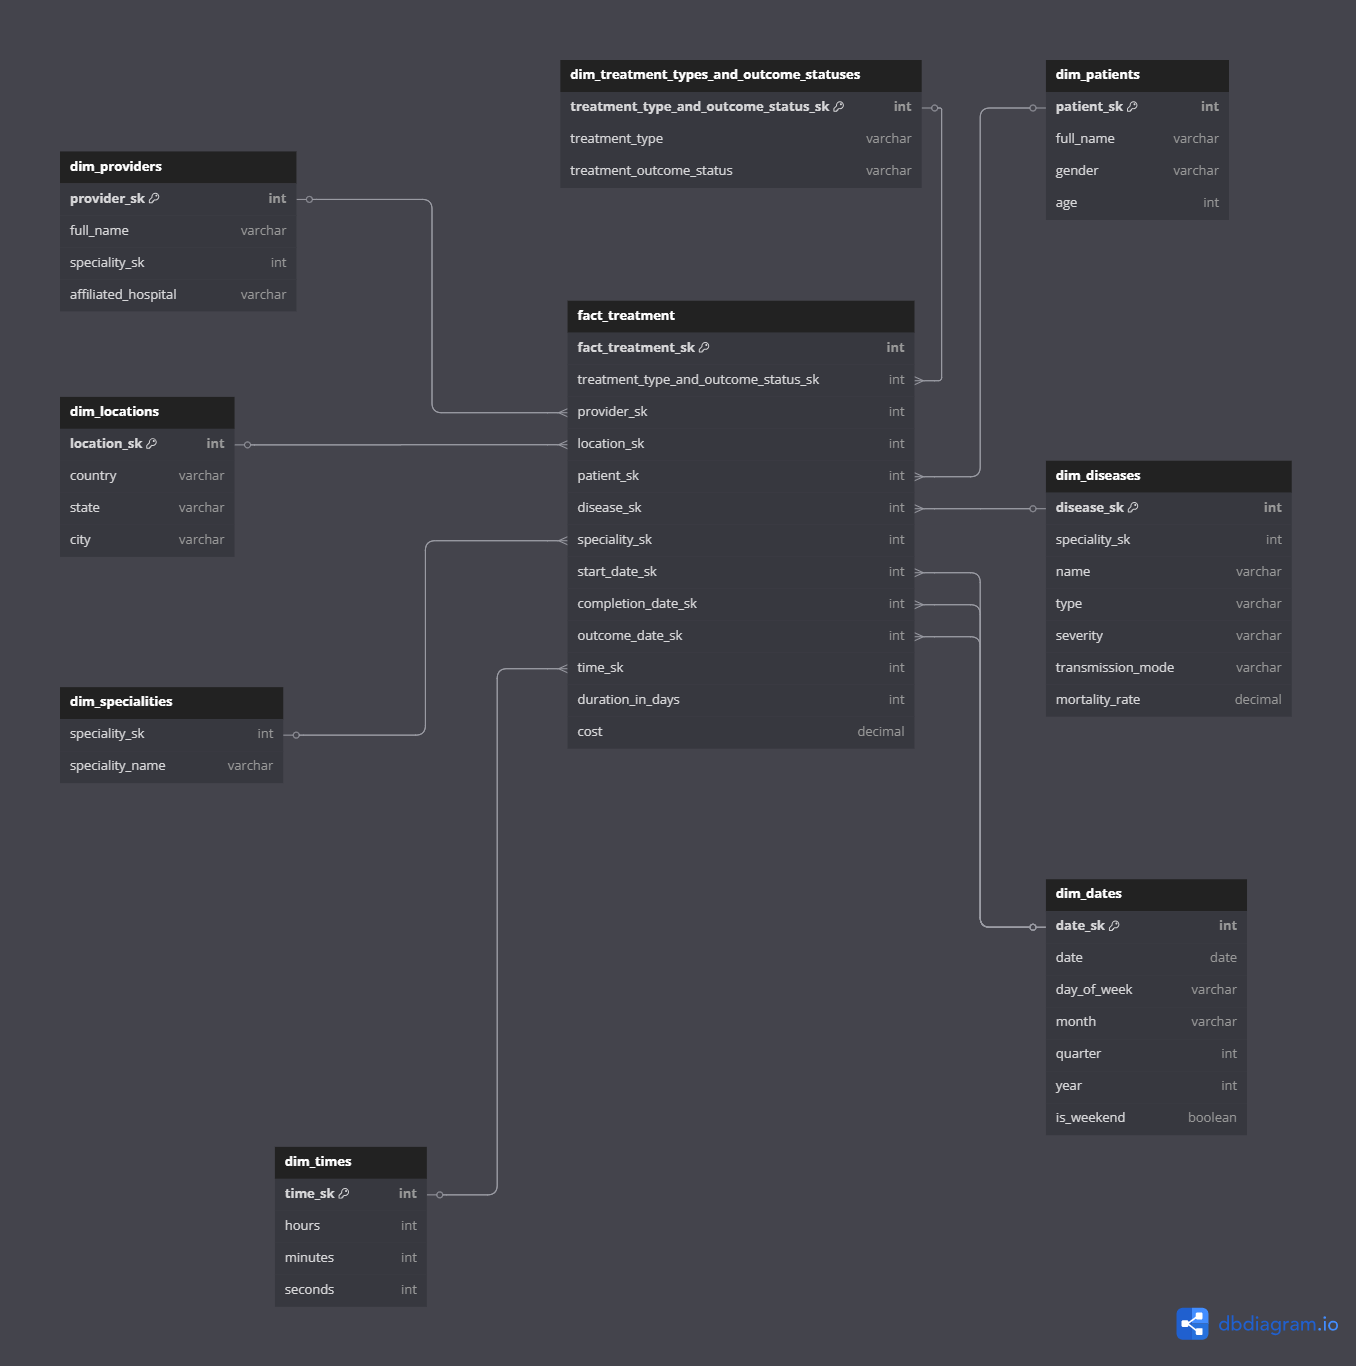 dim_treatment_types_and_outcome_statuses
treatment_type_and_outcome_status_sk int
treatment_type varchar
treatment_outcome_status varchar
dim_patients
patient_sk int
full_name varchar
gender varchar
age int
dim_providers
provider_sk int
full_name varchar
speciality_sk int
affiliated_hospital varchar
fact_treatment
fact_treatment_sk int
treatment_type_and_outcome_status_sk int
provider_sk int
location_sk int
patient_sk int
disease_sk int
speciality_sk int
start_date_sk int
completion_date_sk int
outcome_date_sk int
time_sk int
duration_in_days int
cost decimal
dim_locations
location_sk int
country varchar
state varchar
city varchar
dim_diseases
disease_sk int
speciality_sk int
name varchar
type varchar
severity varchar
transmission_mode varchar
mortality_rate decimal
dim_specialities
speciality_sk int
speciality_name varchar
dim_dates
date_sk int
date date
day_of_week varchar
month varchar
quarter int
year int
is_weekend boolean
dim_times
time_sk int
hours int
minutes int
seconds int
dbdiagram.io